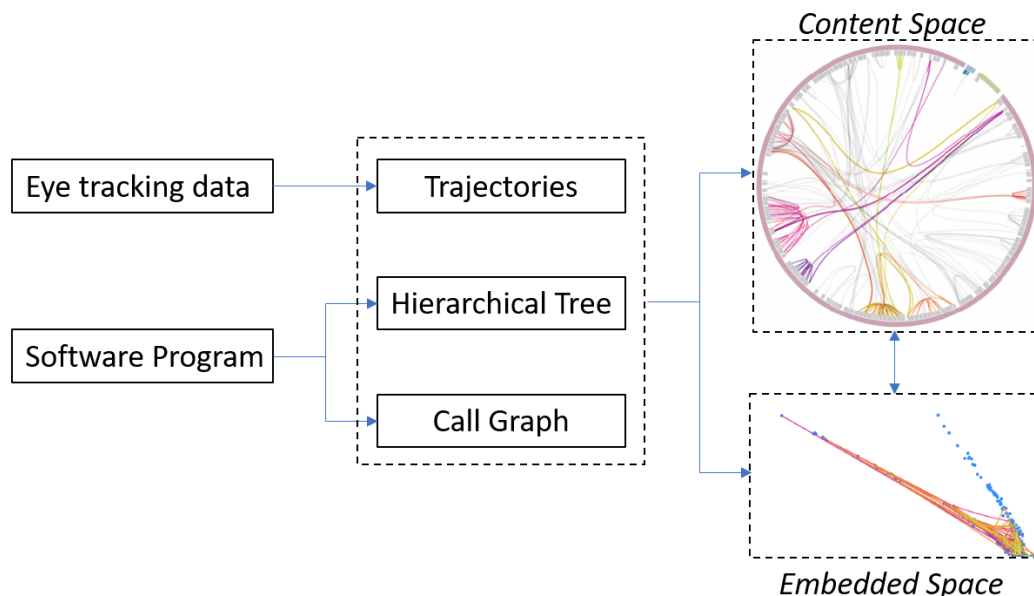 Content Space
Eye tracking data
Trajectories
Hierarchical Tree
Software Program
Call Graph
Embedded Space